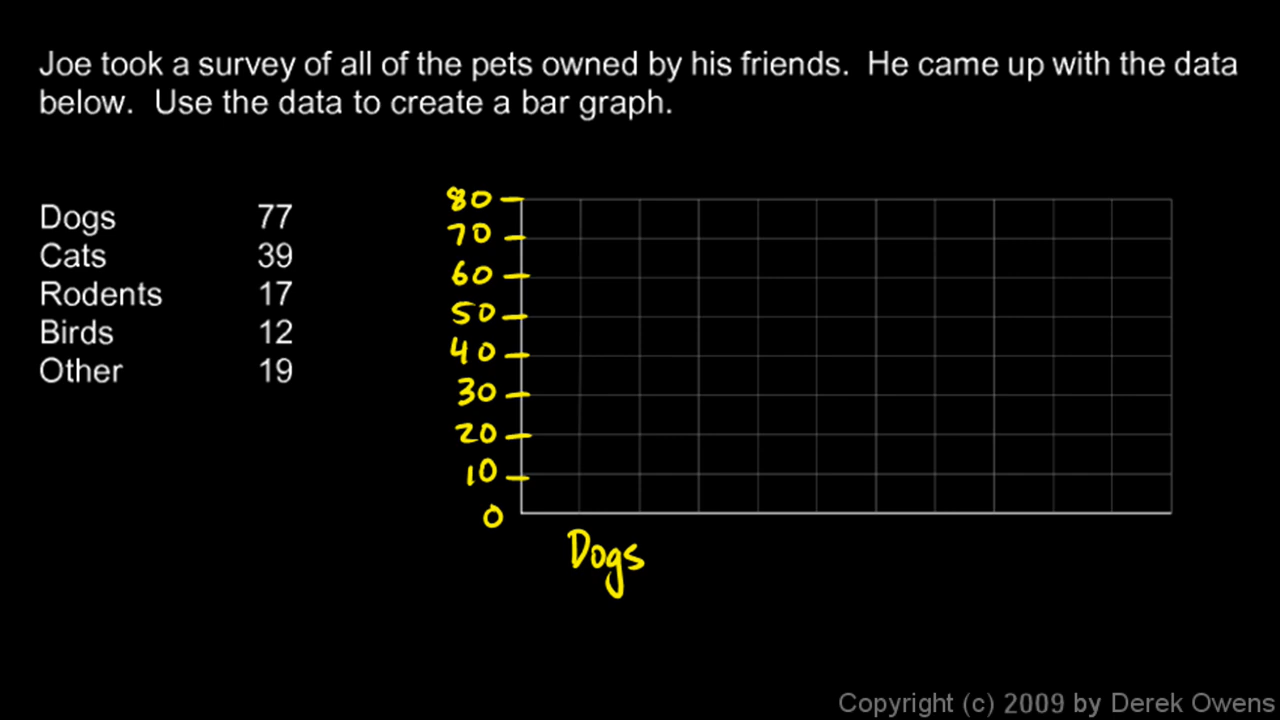 Joe took a survey of all of the pets owned by his friends.  He came up with the data
below.  Use the data to create a bar graph.
Dogs 77
Cats 39
Rodents 17
Birds 12
Other 19
80
70
60
50
40
30
20
10
0
Dogs
Copyright (c) 2009 by Derek Owens